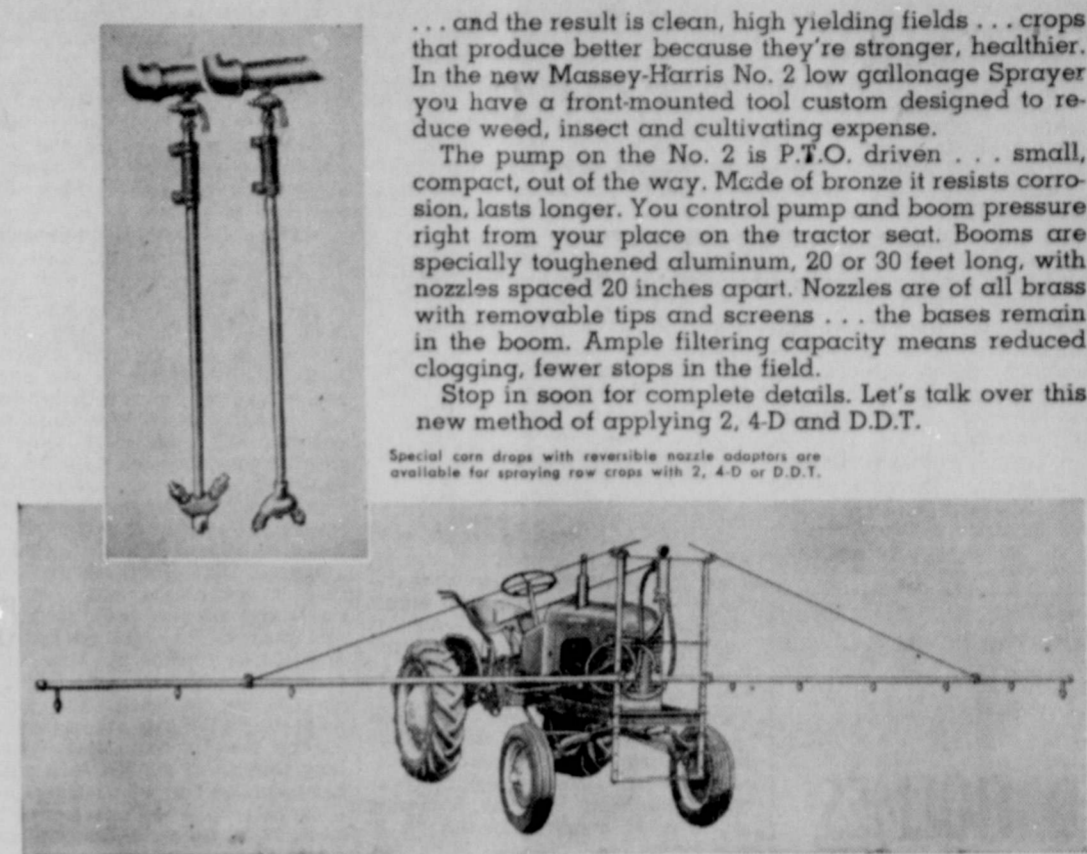 ...and the result is clean, high yielding fields ... crops
that produce better because they're stronger, healthier.
In the new Massey-Harris No. 2 low gallonage Sprayer
you have a front-mounted tool custom designed to re-
duce weed, insect and cultivating expense.
The pump on the No. 2 is P.T.O. driven ... small,
compact, out of the way. Made of bronze it resists corro-
sion, lasts longer. You control pump and boom pressure
right from your place on the tractor seat. Booms are
specially toughened aluminum, 20 or 30 feet long, with
nozzles spaced 20 inches apart. Nozzles are of all brass
with removable tips and screens ... the bases remain
in the boom. Ample filtering capacity means reduced
clogging, fewer stops in the field.
Stop in soon for complete details. Let's talk over this
new method of applying 2, 4-D and D.D.T.
Special corn drops with reversible nozzle adaptors are
available for spraying row crops with 2, 4-D or D.D.T.